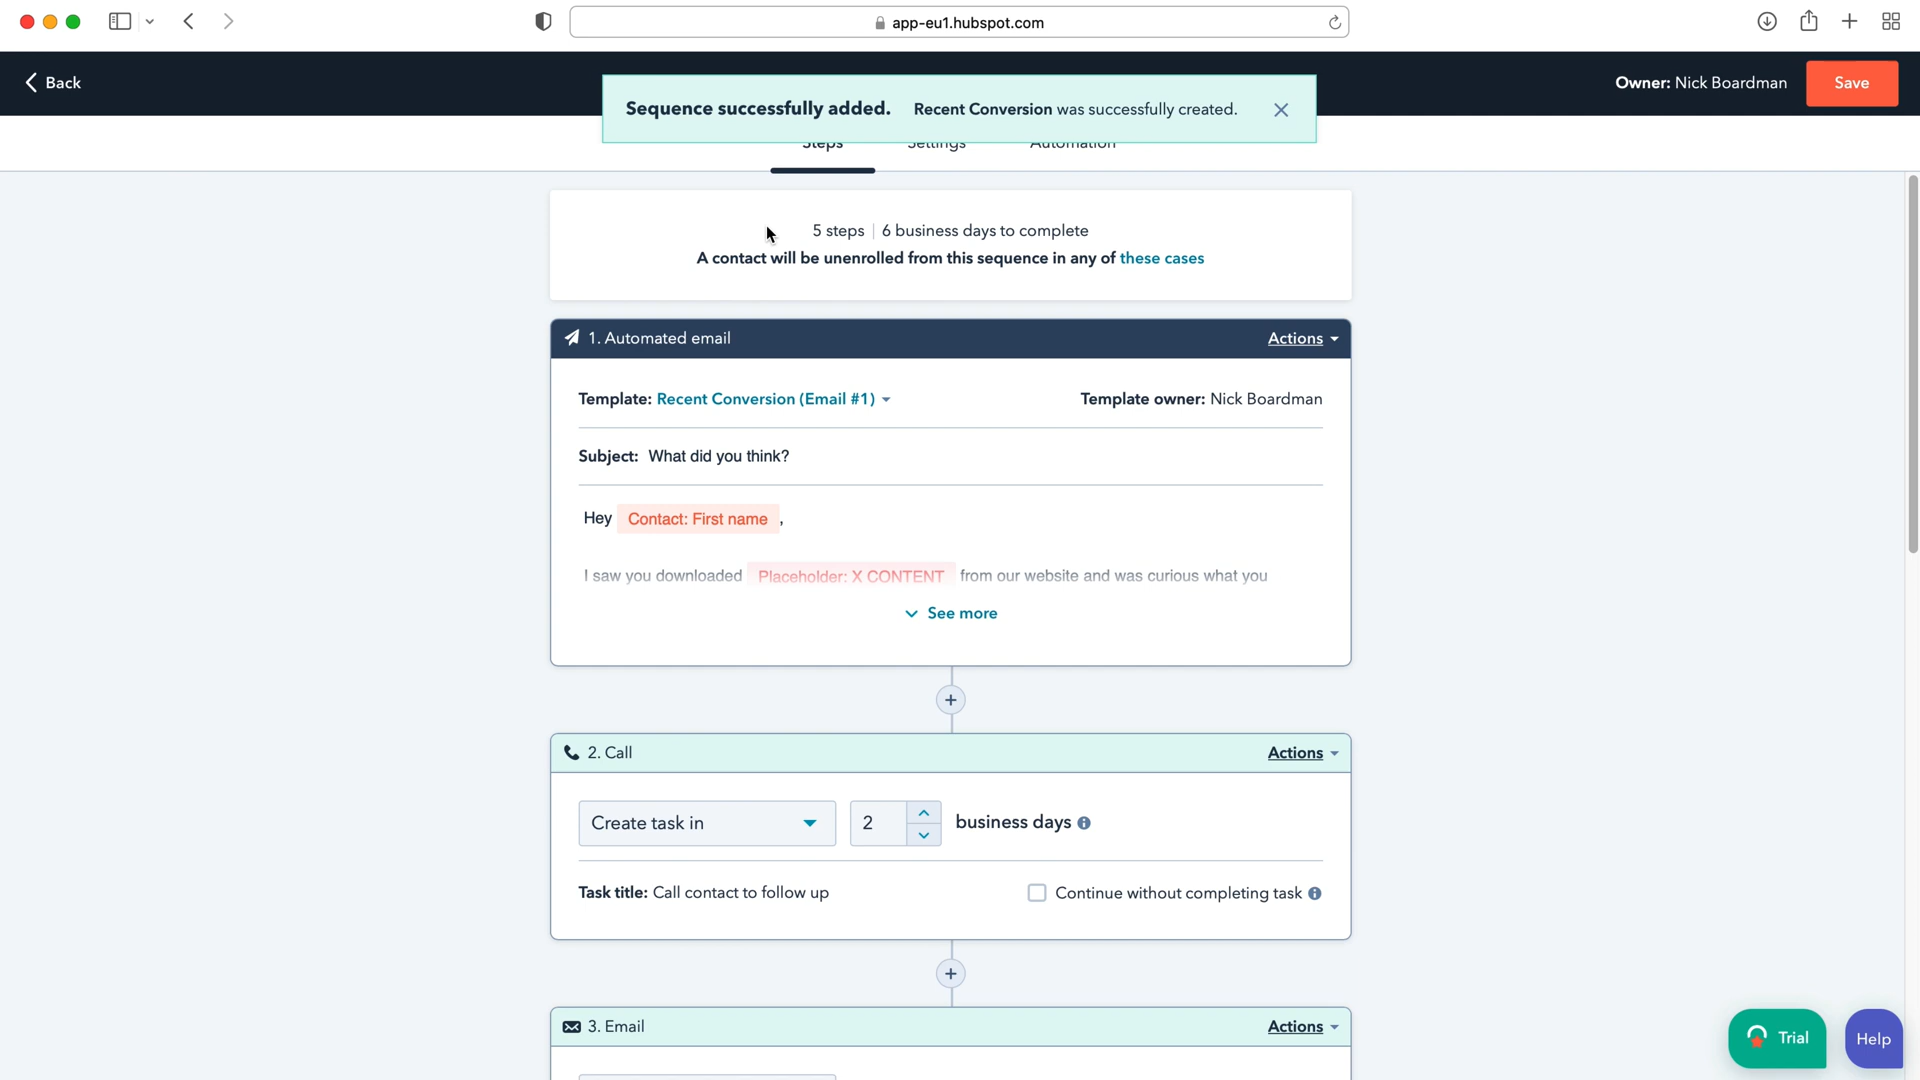 app-eu1.hubspot.com
Back
Owner: Nick Boardman
Save
Sequence successfully added. Recent Conversion was successfully created.
Steps Settings Automation
5 steps | 6 business days to complete
A contact will be unenrolled from this sequence in any of these cases
1. Automated email
Actions
Template: Recent Conversion (Email #1)
Template owner: Nick Boardman
Subject: What did you think?
Hey Contact: First name ,
I saw you downloaded Placeholder: X CONTENT from our website and was curious what you
See more
+
2. Call
Actions
Create task in
2
business days
Task title: Call contact to follow up
Continue without completing task
+
3. Email
Actions
Trial
Help